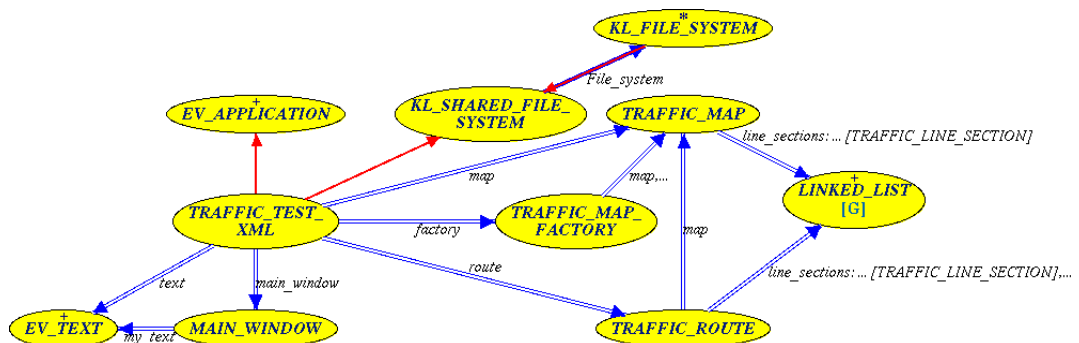 *
KL_FILE_SYSTEM
File_system
+
EV_APPLICATION
KL_SHARED_FILE_
SYSTEM
TRAFFIC_MAP
line_sections: ... [TRAFFIC_LINE_SECTION]
map
map,...
+
LINKED_LIST
[G]
TRAFFIC_TEST_
XML
factory
TRAFFIC_MAP_
FACTORY
map
route
line_sections: ... [TRAFFIC_LINE_SECTION],...
text
main_window
+
EV_TEXT
my_text
MAIN_WINDOW
TRAFFIC_ROUTE